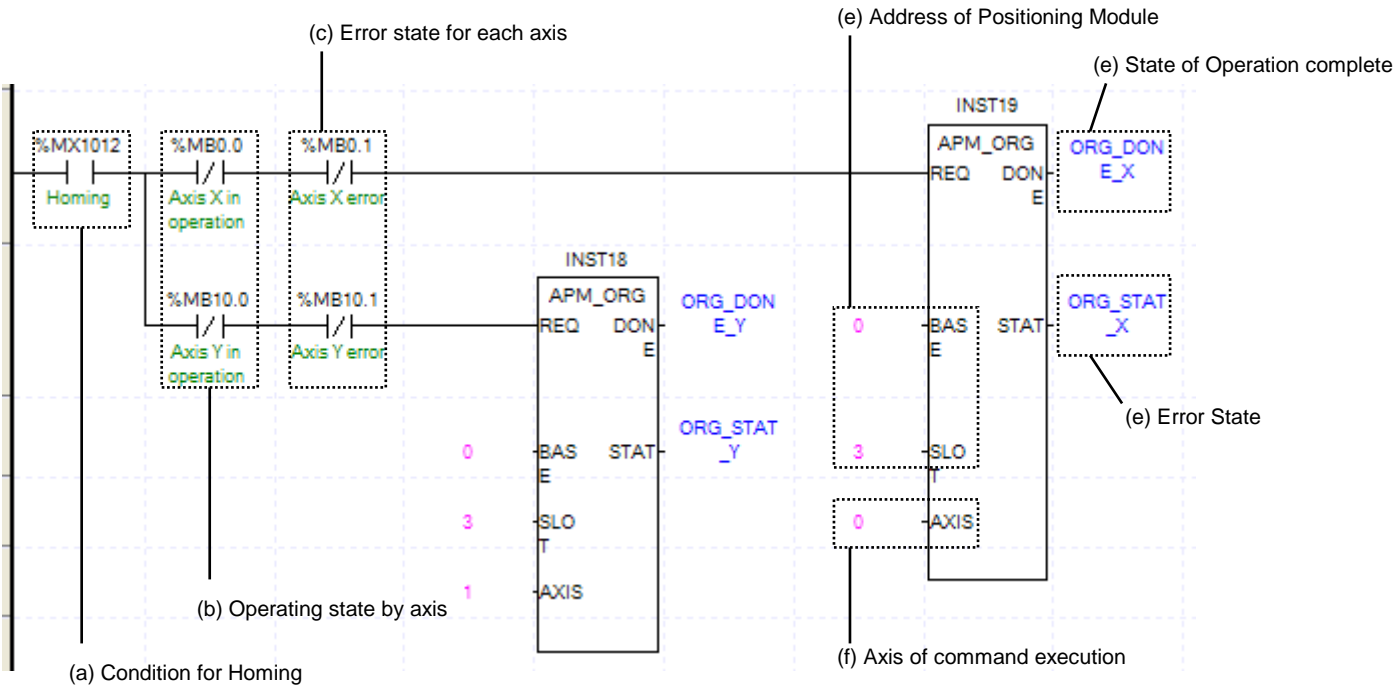 (e) Address of Positioning Module
(c) Error state for each axis
(e) State of Operation complete
INST19
%MX1012
%MB0.0
%MB0.1
APM_ORG
ORG_DON
E_X
REQ
DON
E
Homing
Axis X in
operation
Axis X error
INST18
%MB10.0
%MB10.1
APM_ORG
ORG_DON
E_Y
REQ
DON
E
0
BAS
E
STAT
ORG_STAT
_X
Axis Y in
operation
Axis Y error
(e) Error State
0
BAS
E
STAT
ORG_STAT
_Y
3
SLO
T
3
SLO
T
0
AXIS
1
AXIS
(b) Operating state by axis
(f) Axis of command execution
(a) Condition for Homing